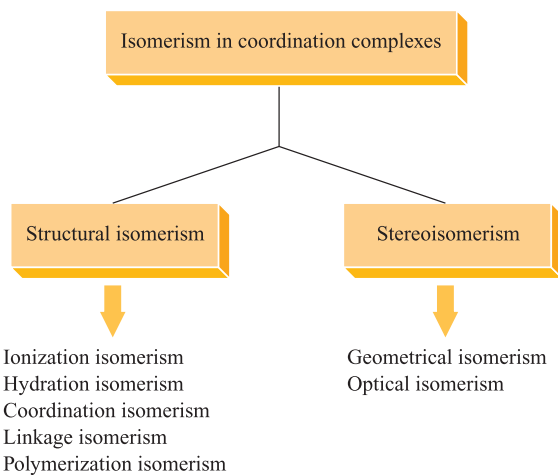 Isomerism in coordination complexes
Structural isomerism
Stereoisomerism
Ionization isomerism
Hydration isomerism
Coordination isomerism
Linkage isomerism
Polymerization isomerism
Geometrical isomerism
Optical isomerism